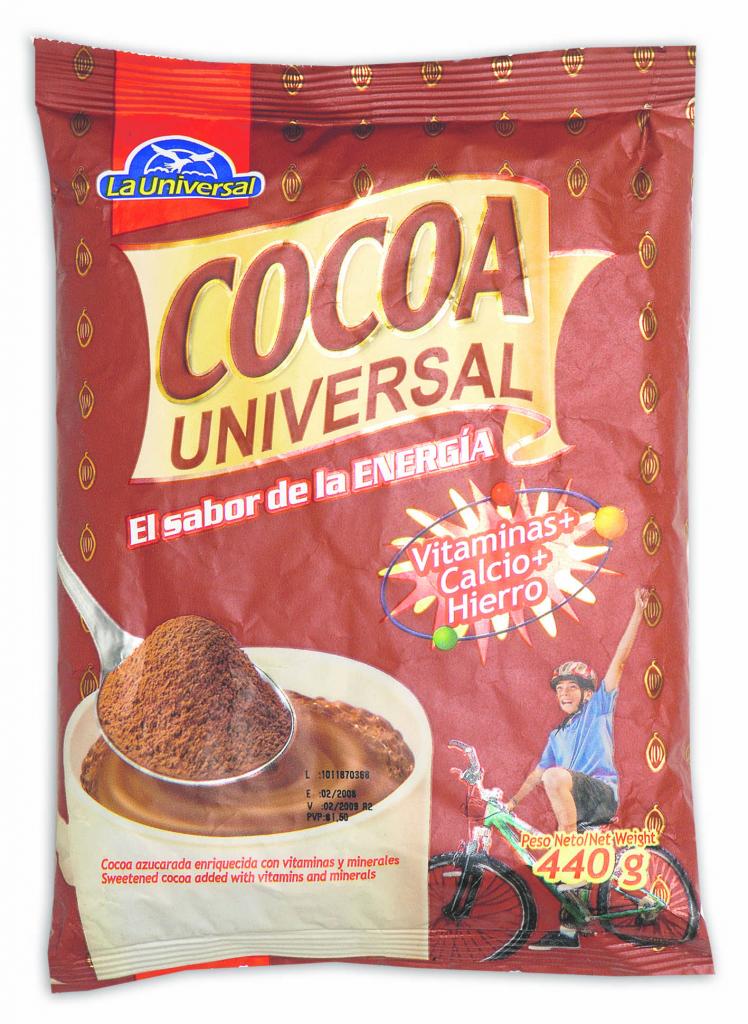 La Universal
COCOA
UNIVERSAL
El sabor de la ENERGÍA
Vitaminas+
Calcio+
Hierro
L :1011870368
E :02/2008
V :02/2009 R2
PVP:$1,50
Peso Neto/Net Weight
440 g
Cocoa azucarada enriquecida con vitaminas y minerales
Sweetened cocoa added with vitamins and minerals